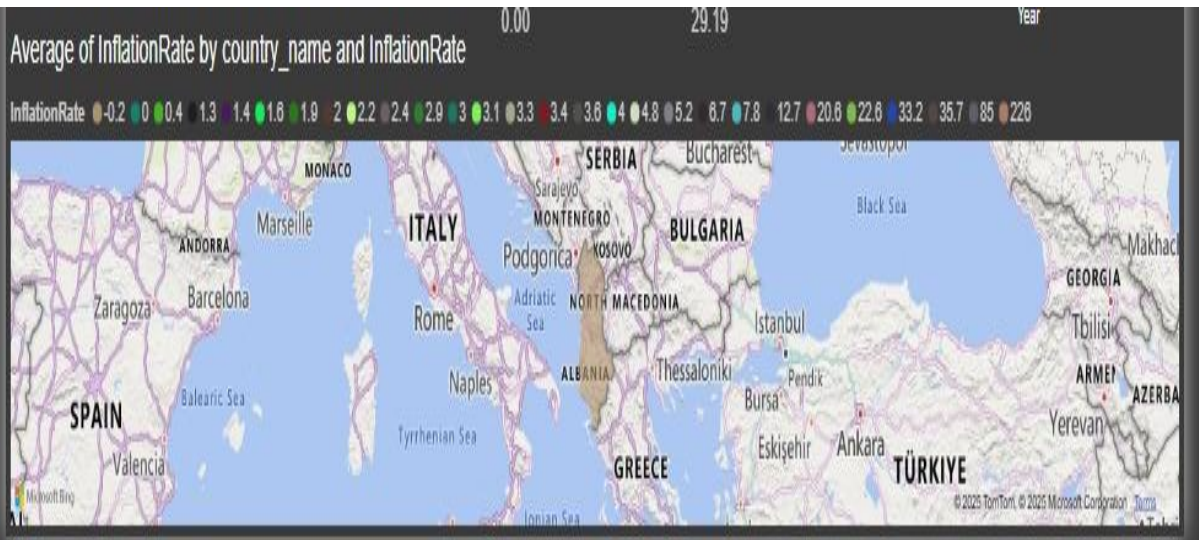 0.00 29.19 Year
Average of InflationRate by country_name and InflationRate
InflationRate -0.2 0 0.4 1.3 1.4 1.6 1.9 2 2.2 2.4 2.9 3 3.1 3.3 3.4 3.6 4 4.8 5.2 6.7 7.8 12.7 20.6 22.6 33.2 35.7 85 226
SERBIA Bucharest Sevastopol
MONACO
Sarajevo
Black Sea
Marseille ITALY MONTENEGRO BULGARIA
ANDORRA Podgorica KOSOVO
GEORGIA
Zaragoza Barcelona Adriatic NORTH MACEDONIA
Rome Sea Istanbul Tbilisi
Naples ALBANIA Thessaloniki Pendik
Balearic Sea Bursa AZERBA
SPAIN Yerevan
Tyrrhenian Sea Eskişehir Ankara
Valencia GREECE TÜRKIYE
Microsoft Bing © 2025 TomTom, © 2025 Microsoft Corporation Terms
Ionian Sea